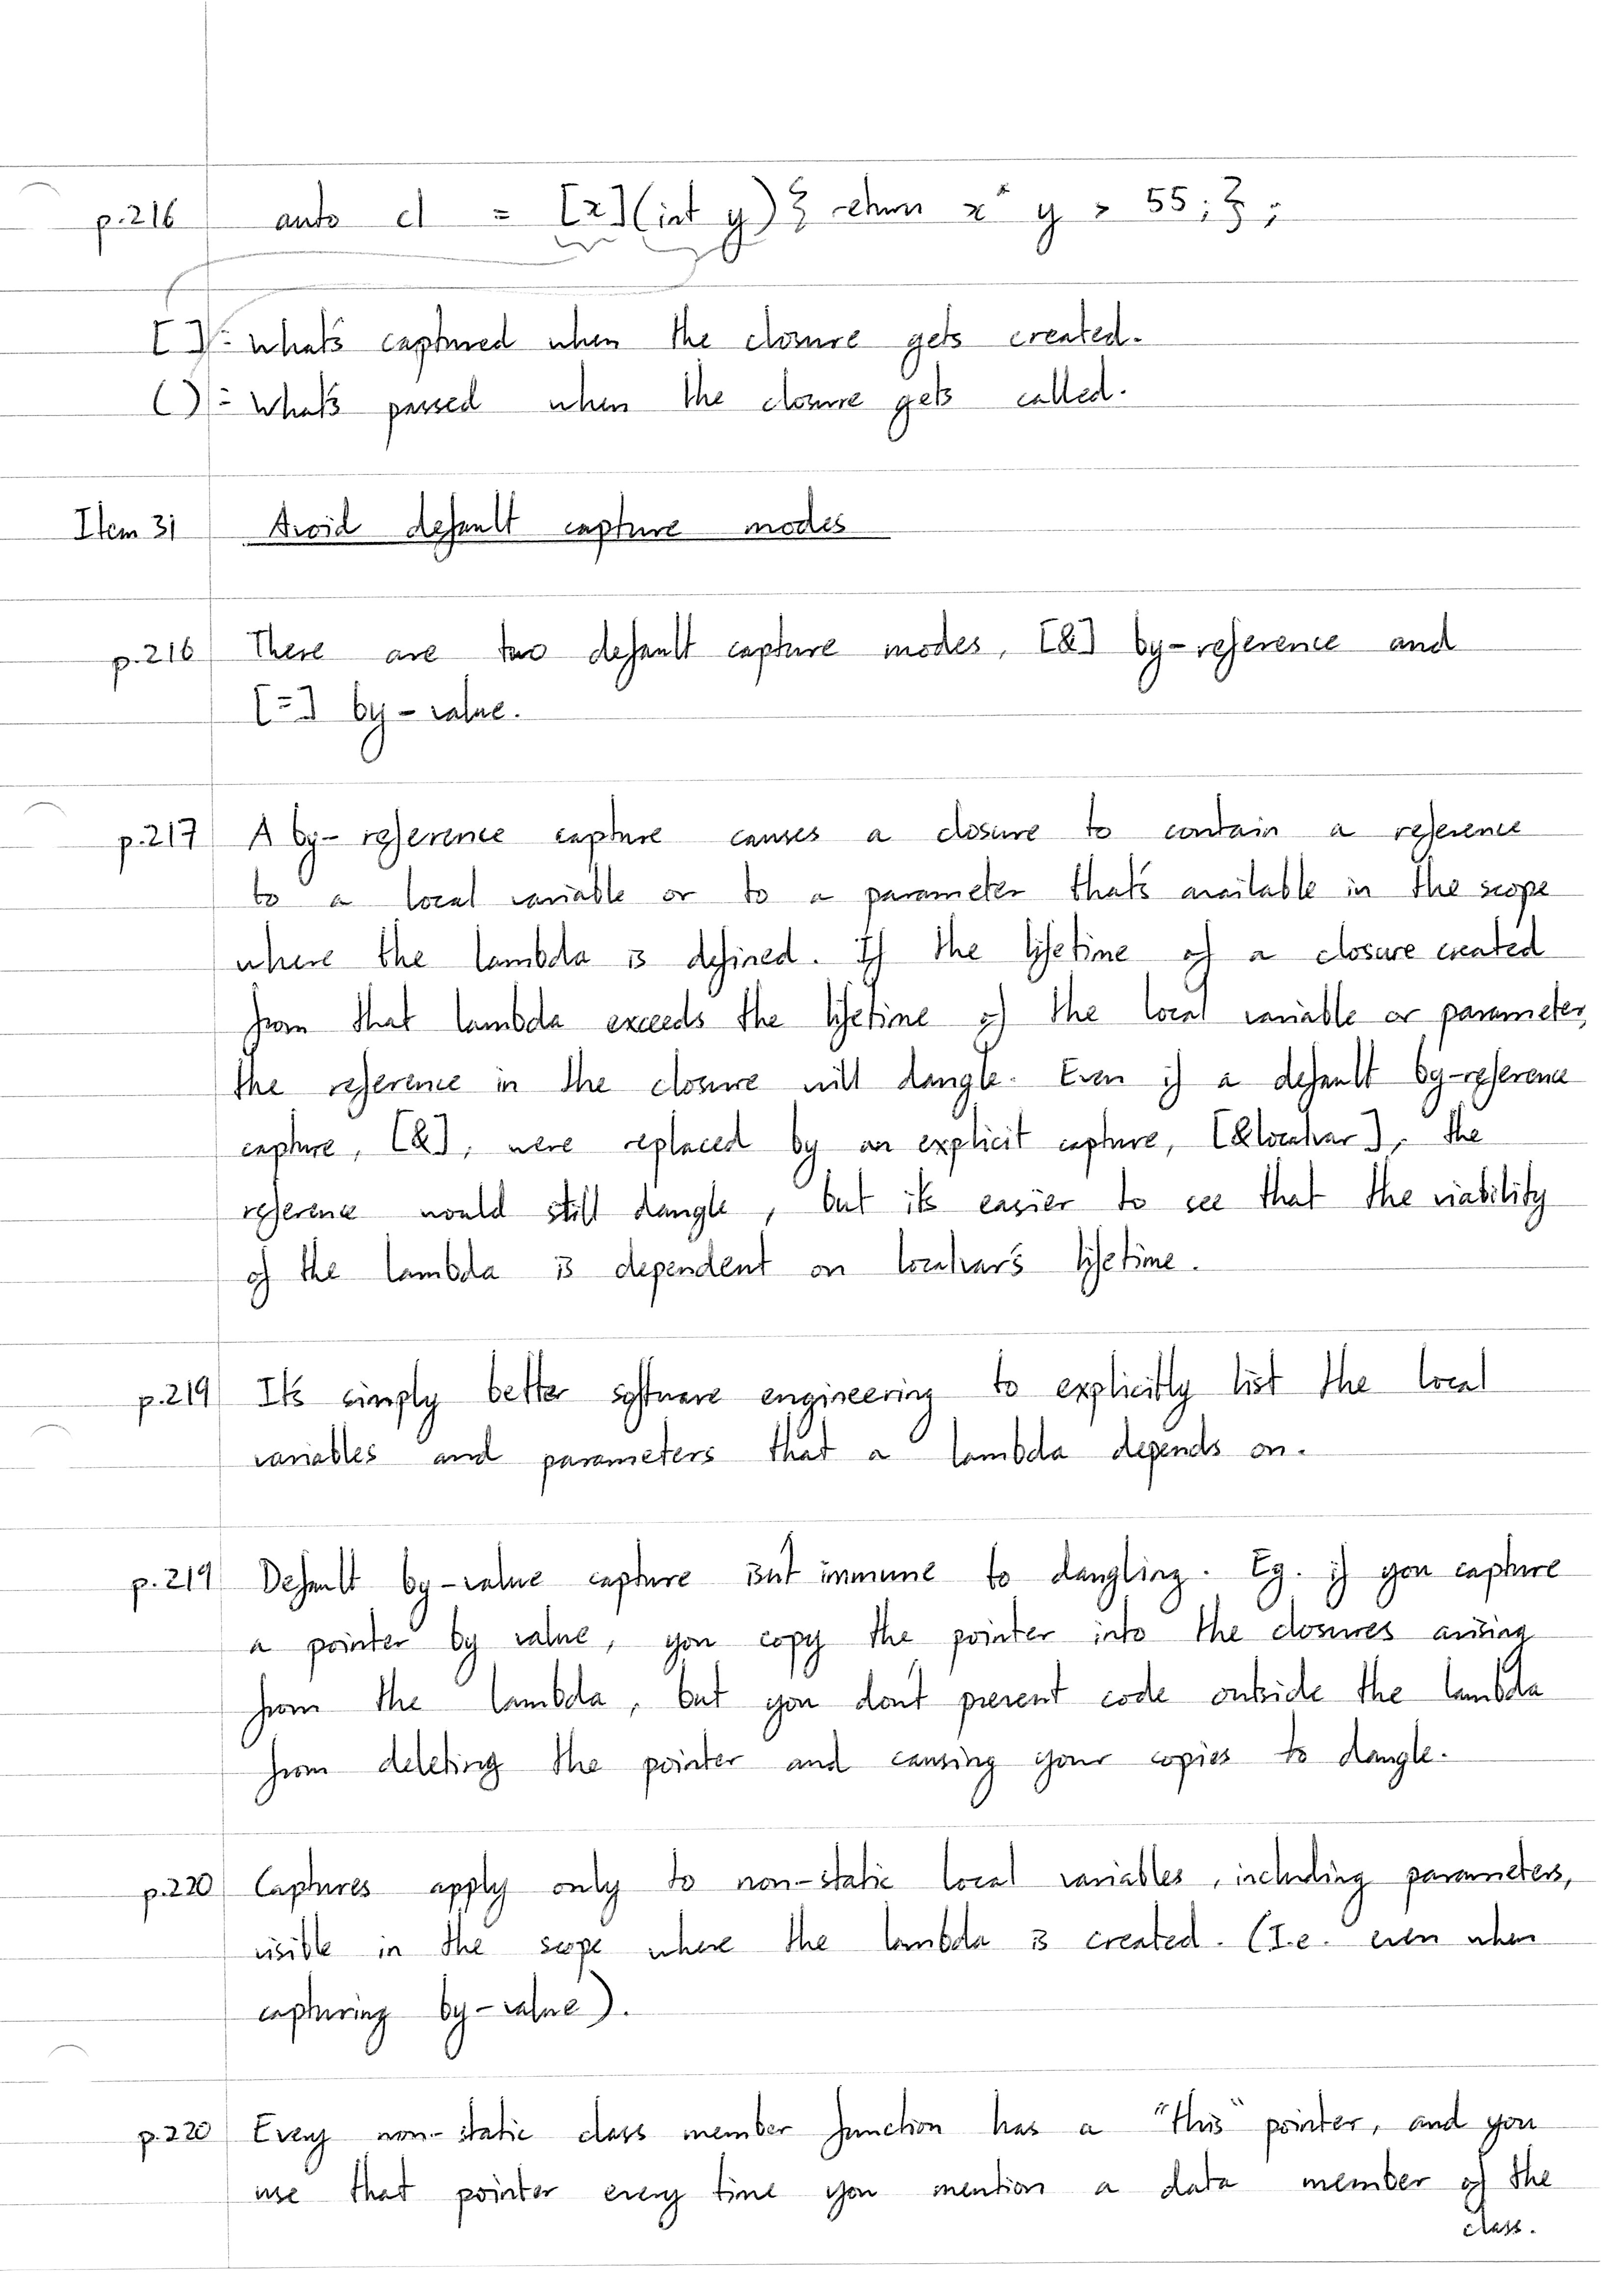 p.216 auto c1 = [x](int y){ return x * y > 55; };
[ ]: What's captured when the closure gets created.
( ): What's passed when the closure gets called.
Item 31 Avoid default capture modes
p.216 There are two default capture modes, [&] by-reference and
[=] by-value.
p.217 A by-reference capture causes a closure to contain a reference
to a local variable or to a parameter that's available in the scope
where the lambda is defined. If the lifetime of a closure created
from that lambda exceeds the lifetime of the local variable or parameter,
the reference in the closure will dangle. Even if a default by-reference
capture, [&], were replaced by an explicit capture, [&localvar], the
reference would still dangle, but it's easier to see that the viability
of the lambda is dependent on localvar's lifetime.
p.219 It's simply better software engineering to explicitly list the local
variables and parameters that a lambda depends on.
p.219 Default by-value capture isn't immune to dangling. Eg. if you capture
a pointer by value, you copy the pointer into the closures arising
from the lambda, but you don't prevent code outside the lambda
from deleting the pointer and causing your copies to dangle.
p.220 Captures apply only to non-static local variables, including parameters,
visible in the scope where the lambda is created. (I.e. even when
capturing by-value).
p.220 Every non-static class member function has a "this" pointer, and you
use that pointer every time you mention a data member of the
class.